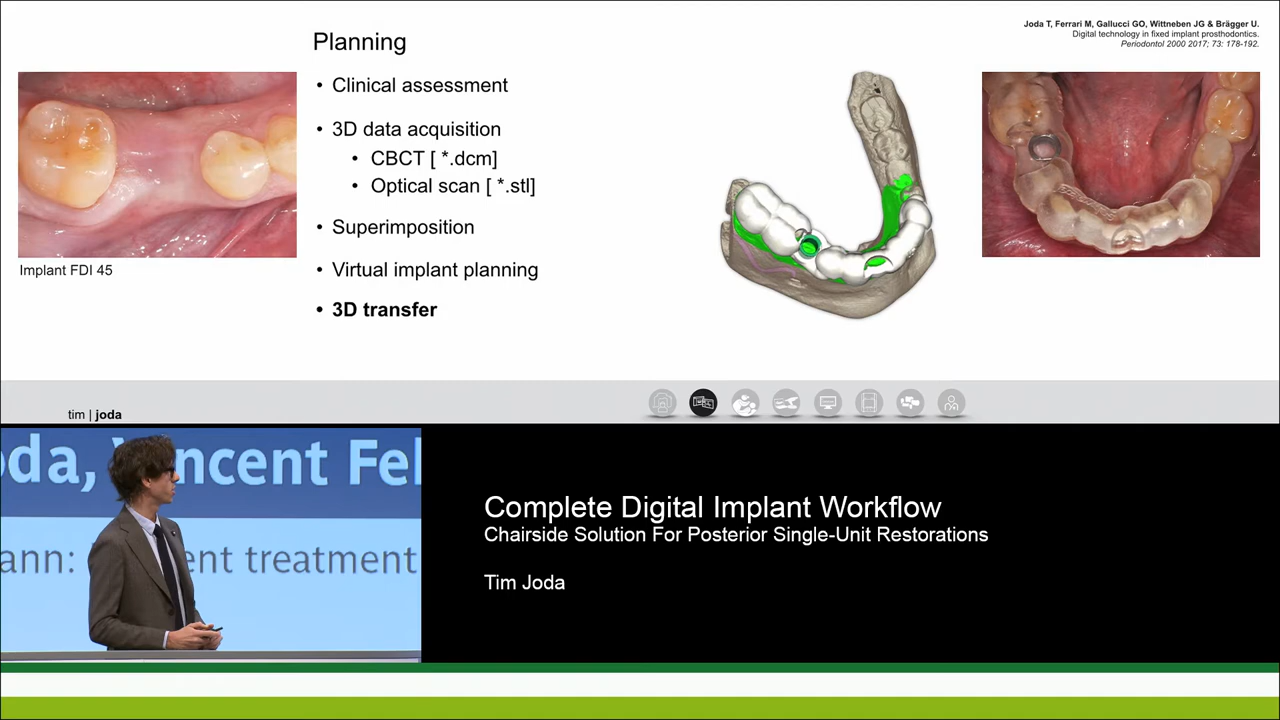 Planning
• Clinical assessment
• 3D data acquisition
• CBCT [ *.dcm]
• Optical scan [ *.stl]
• Superimposition
• Virtual implant planning
• 3D transfer
Joda T, Ferrari M, Gallucci GO, Wittneben JG & Brägger U.
Digital technology in fixed implant prosthodontics.
Periodontol 2000 2017; 73: 178-192.
Implant FDI 45
tim | joda
oda, V ncent Fel
ann: ent treatment
Complete Digital Implant Workflow
Chairside Solution For Posterior Single-Unit Restorations
Tim Joda